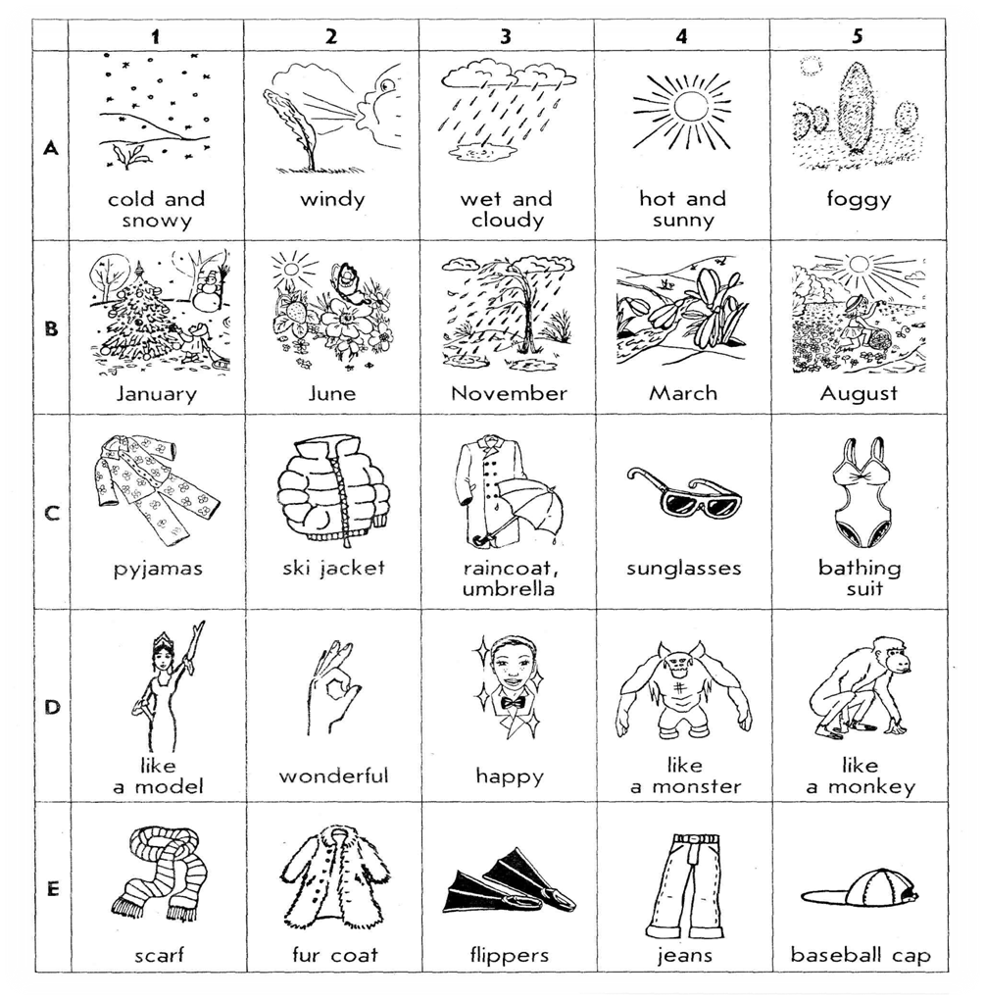 1 2 3 4 5
A
cold and
snowy
windy
wet and
cloudy
hot and
sunny
foggy
B
January
June
November
March
August
C
pyjamas
ski jacket
raincoat,
umbrella
sunglasses
bathing
suit
D
like
a model
wonderful
happy
like
a monster
like
a monkey
E
scarf
fur coat
flippers
jeans
baseball cap